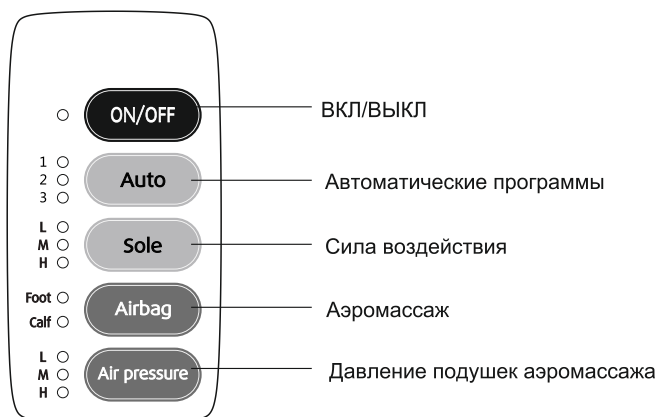 ON/OFF ВКЛ/ВЫКЛ
1
2 Auto Автоматические программы
3
L
M Sole Сила воздействия
H
Foot
Airbag Аэромассаж
Calf
L
M Air pressure Давление подушек аэромассажа
H